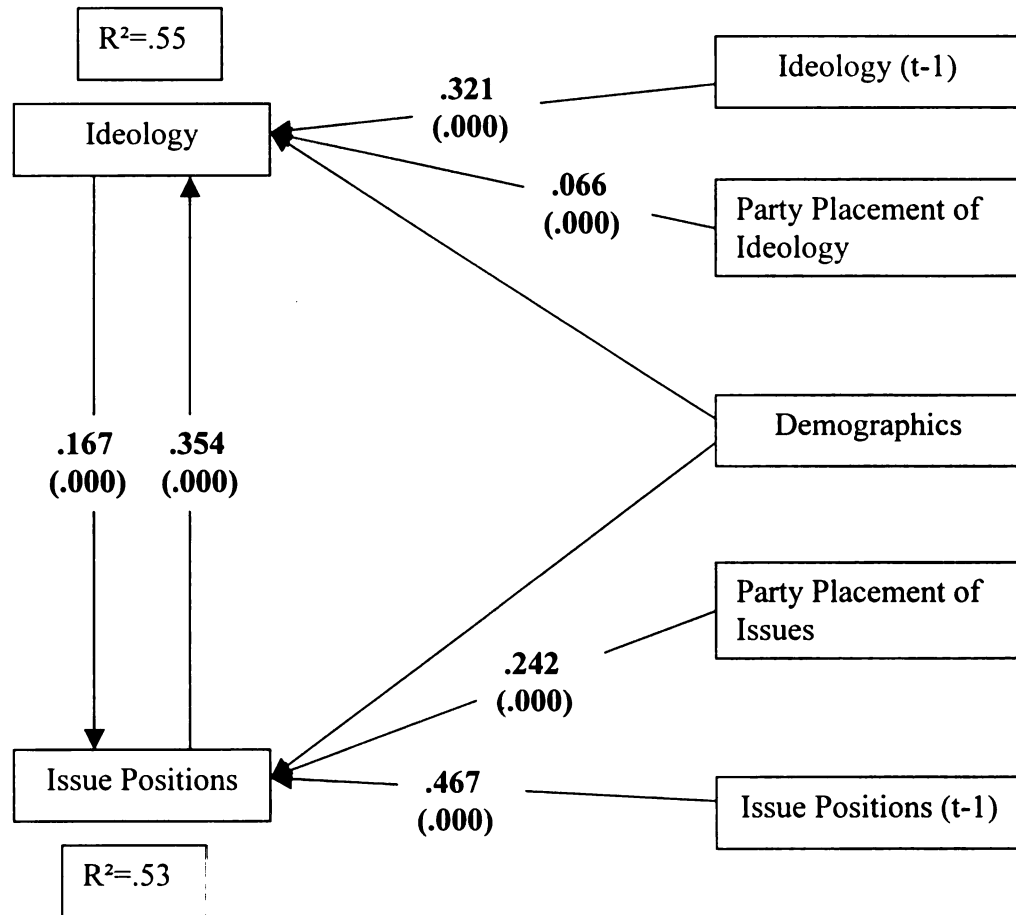 R²=.55
Ideology
Ideology (t-1)
.321
(.000)
.066
(.000)
Party Placement of
Ideology
Demographics
.167
(.000)
.354
(.000)
Party Placement of
Issues
.242
(.000)
Issue Positions
.467
(.000)
Issue Positions (t-1)
R²=.53